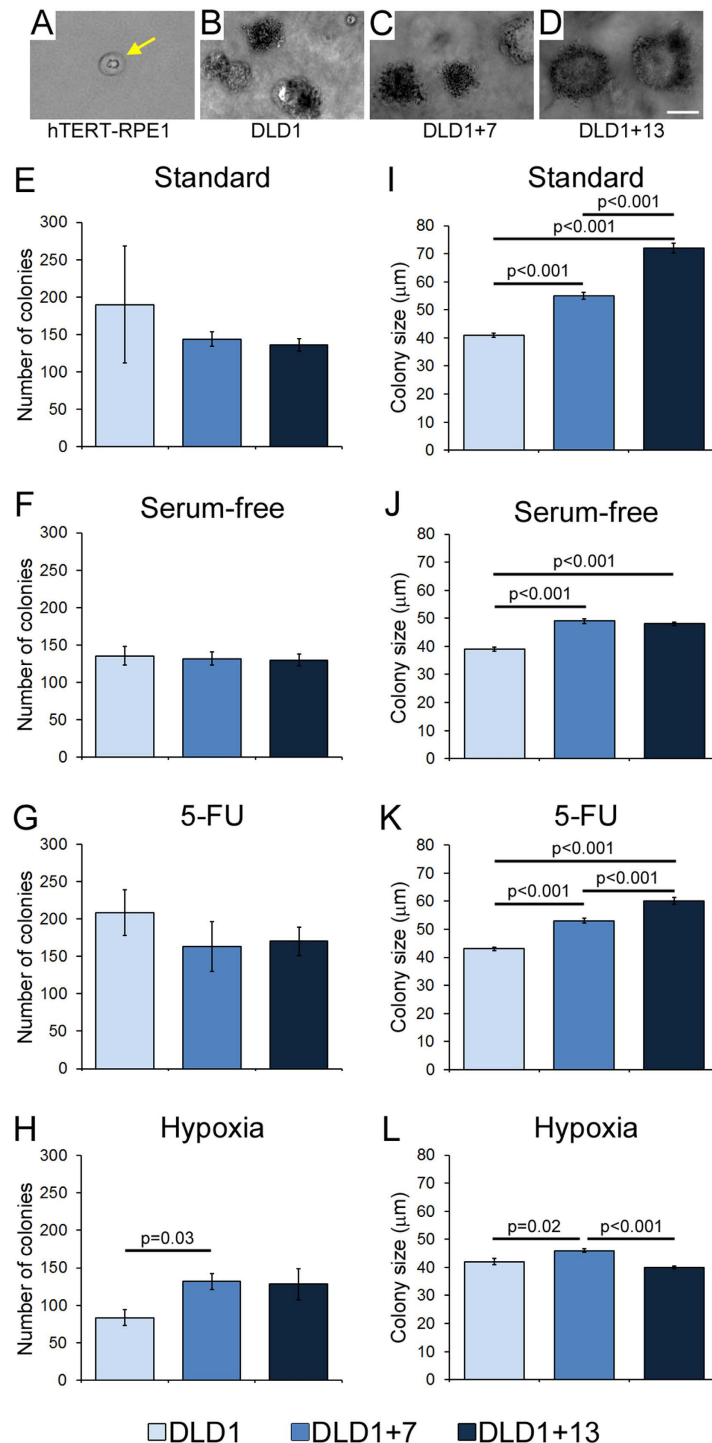 A B C D
hTERT-RPE1 DLD1 DLD1+7 DLD1+13
E Standard
Number of colonies
300
250
200
150
100
50
0
I Standard
Colony size (μm)
80
70
60
50
40
30
20
10
0
p<0.001
p<0.001
p<0.001
F Serum-free
Number of colonies
300
250
200
150
100
50
0
J Serum-free
Colony size (μm)
80
70
60
50
40
30
20
10
0
p<0.001
p<0.001
G 5-FU
Number of colonies
300
250
200
150
100
50
0
K 5-FU
Colony size (μm)
80
70
60
50
40
30
20
10
0
p<0.001
p<0.001 p<0.001
H Hypoxia
Number of colonies
300
250
200
150
100
50
0
p=0.03
L Hypoxia
Colony size (μm)
80
70
60
50
40
30
20
10
0
p=0.02 p<0.001
DLD1 DLD1+7 DLD1+13